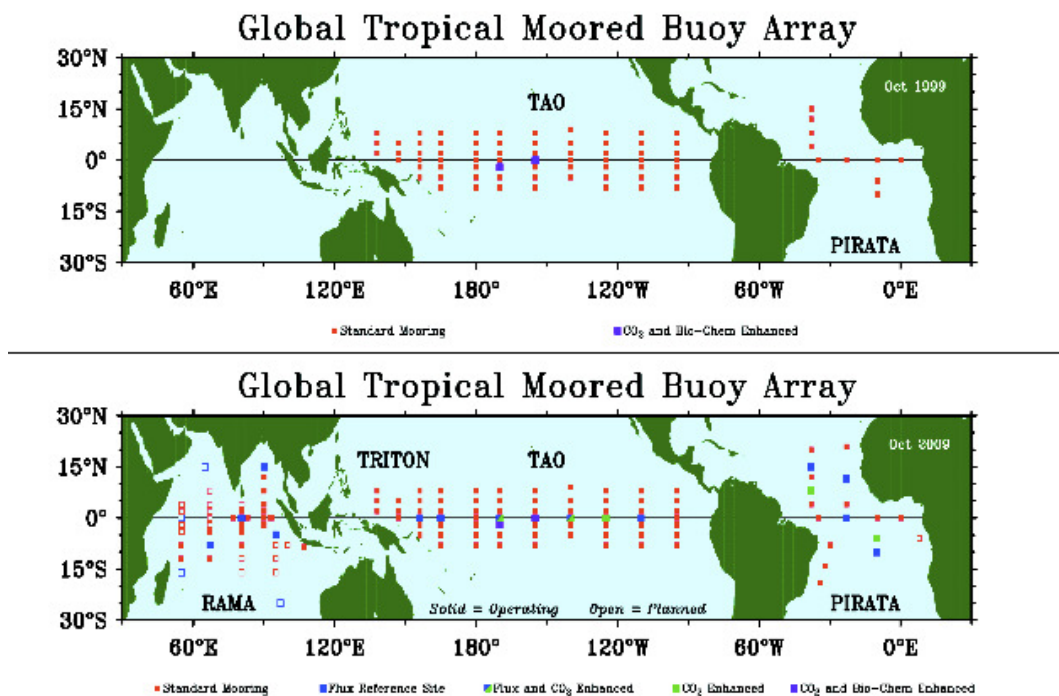 Global Tropical Moored Buoy Array
30°N
15°N
0°
15°S
30°S
TAO
Oct 1999
PIRATA
60°E 120°E 180° 120°W 60°W 0°E
Standard Mooring CO₂ and Bio-Chem Enhanced
Global Tropical Moored Buoy Array
30°N
15°N
0°
15°S
30°S
TRITON TAO
Oct 2009
RAMA Solid = Operating Open = Planned PIRATA
60°E 120°E 180° 120°W 60°W 0°E
Standard Mooring Flux Reference Site Flux and CO₂ Enhanced CO₂ Enhanced CO₂ and Bio-Chem Enhanced